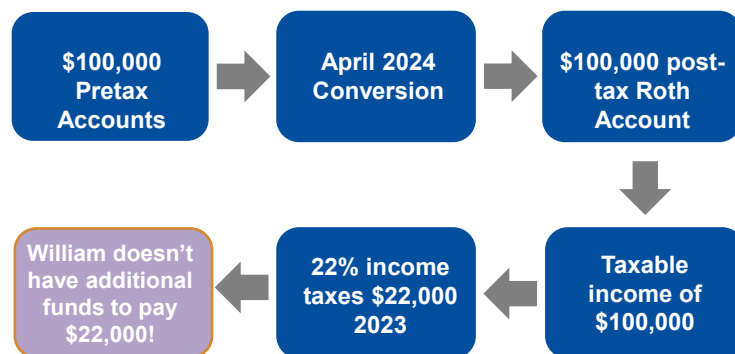 $100,000
Pretax
Accounts
April 2024
Conversion
$100,000 post-
tax Roth
Account
Taxable
income of
$100,000
22% income
taxes $22,000
2023
William doesn’t
have additional
funds to pay
$22,000!